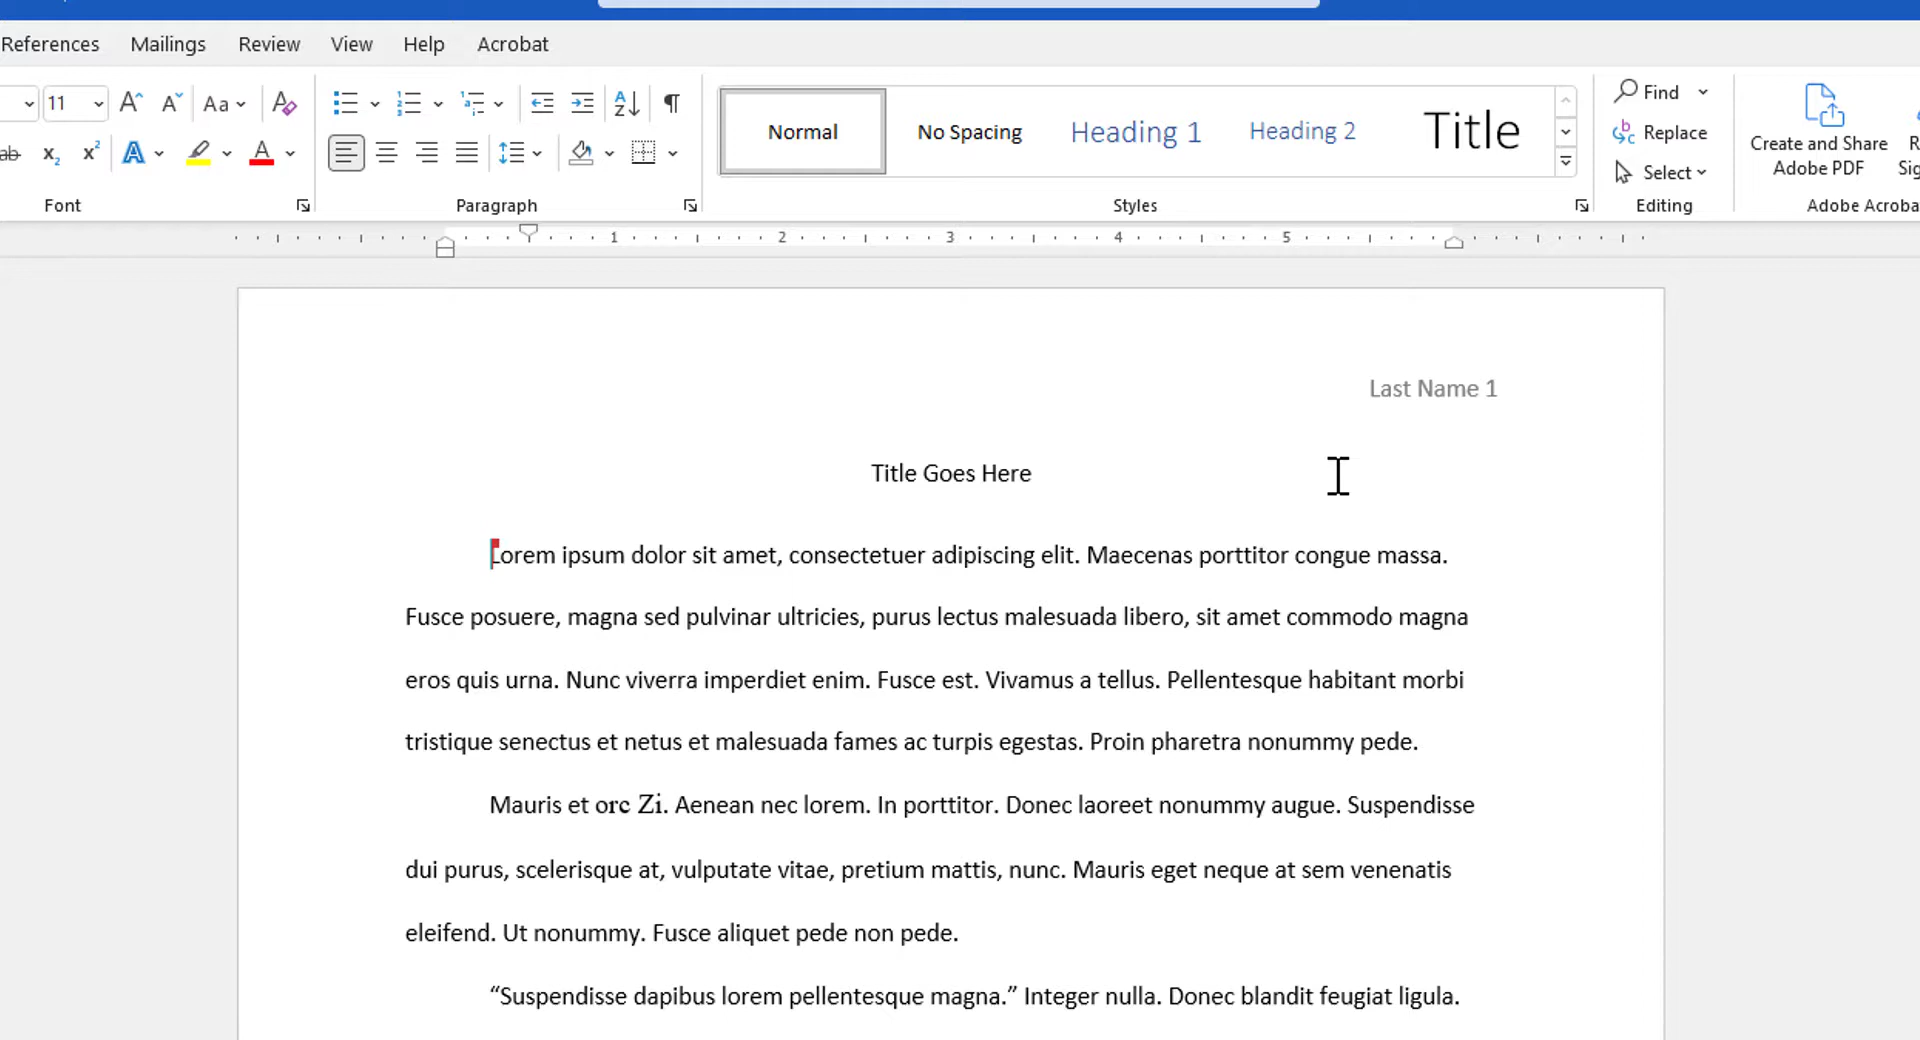 References Mailings Review View Help Acrobat
11 Aa
ab x₂ x² A A
Font Paragraph Styles Editing Adobe Acroba
Normal No Spacing Heading 1 Heading 2 Title
Find
Replace
Select
Create and Share
Adobe PDF
1 2 3 4 5
Last Name 1
Title Goes Here
Lorem ipsum dolor sit amet, consectetuer adipiscing elit. Maecenas porttitor congue massa.
Fusce posuere, magna sed pulvinar ultricies, purus lectus malesuada libero, sit amet commodo magna
eros quis urna. Nunc viverra imperdiet enim. Fusce est. Vivamus a tellus. Pellentesque habitant morbi
tristique senectus et netus et malesuada fames ac turpis egestas. Proin pharetra nonummy pede.
Mauris et orc Zi. Aenean nec lorem. In porttitor. Donec laoreet nonummy augue. Suspendisse
dui purus, scelerisque at, vulputate vitae, pretium mattis, nunc. Mauris eget neque at sem venenatis
eleifend. Ut nonummy. Fusce aliquet pede non pede.
“Suspendisse dapibus lorem pellentesque magna.” Integer nulla. Donec blandit feugiat ligula.